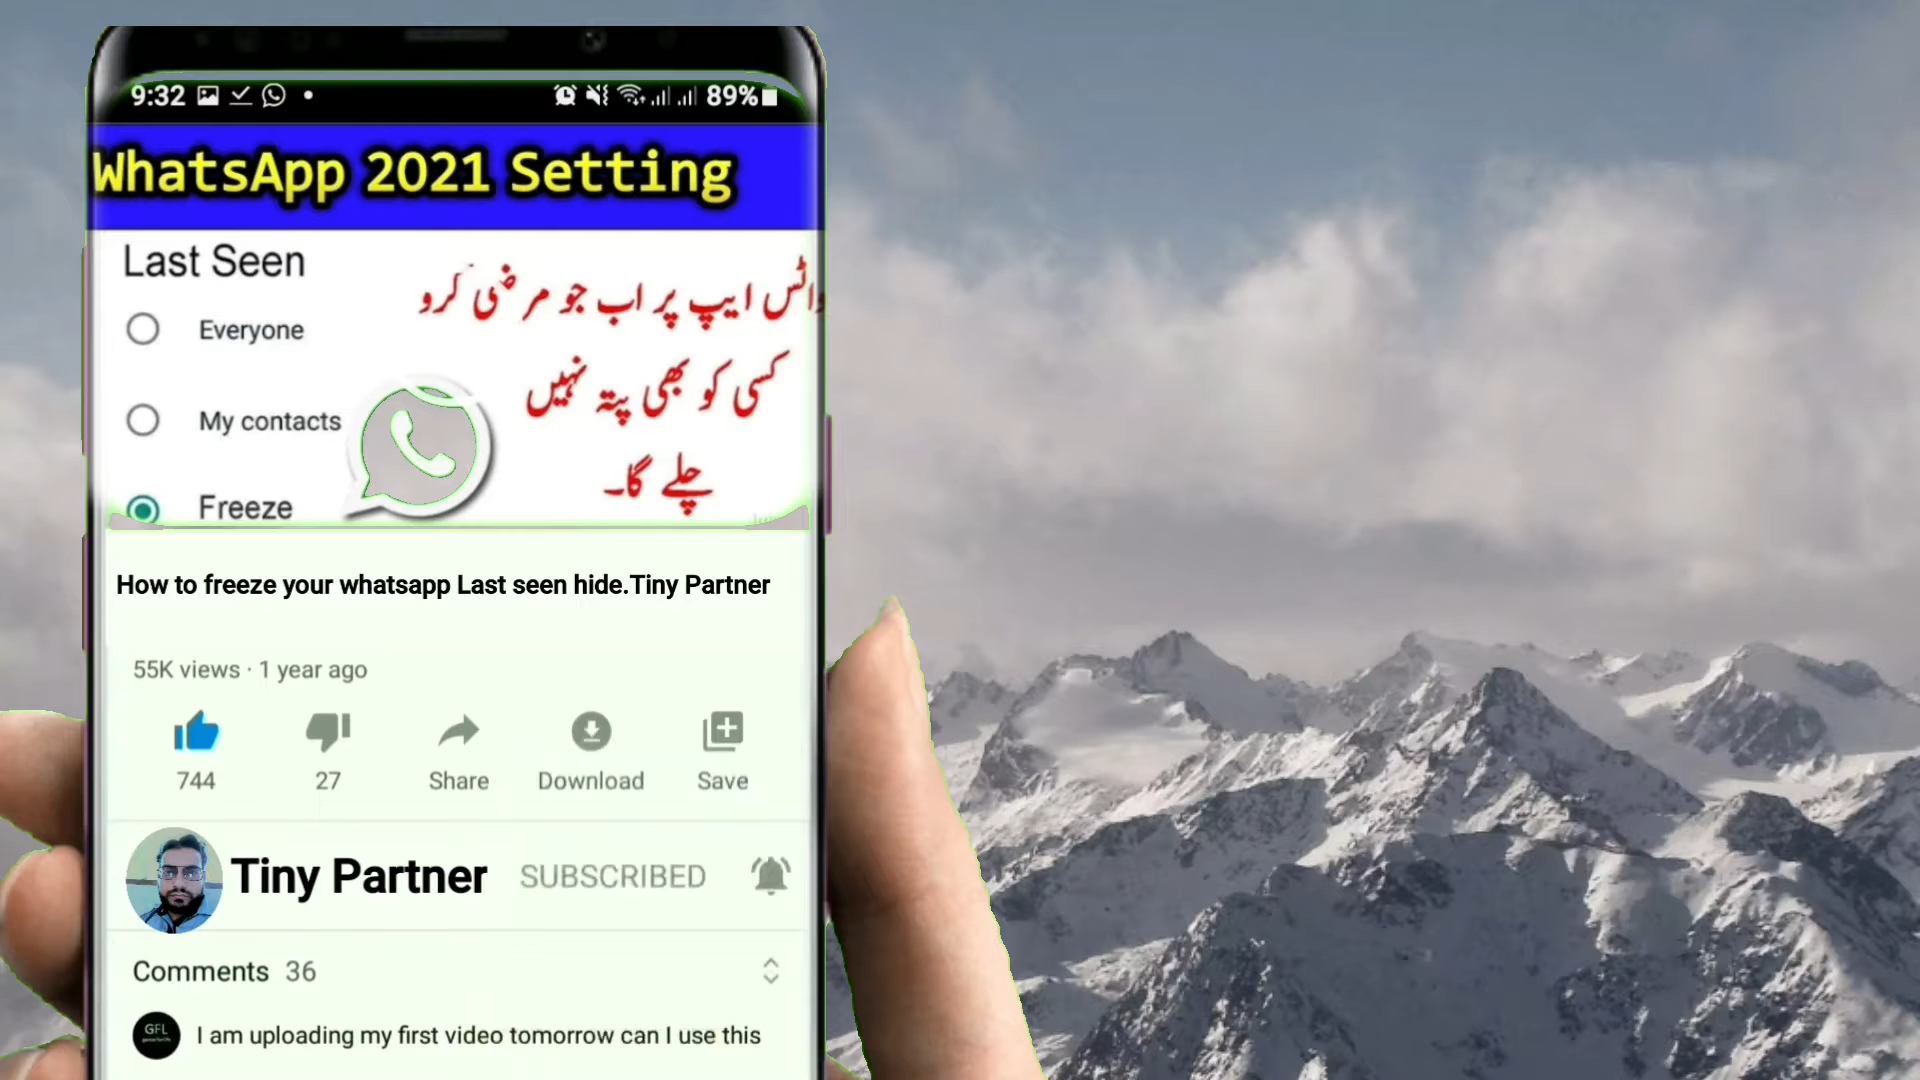 9:32
89%
WhatsApp 2021 Setting
Last Seen
Everyone
My contacts
Freeze
واٹس ایپ پر اب جو مرضی کرو
کسی کو بھی پتہ نہیں
چلے گا۔
How to freeze your whatsapp Last seen hide.Tiny Partner
55K views · 1 year ago
744
27
Share
Download
Save
Tiny Partner
SUBSCRIBED
Comments 36
GFL
I am uploading my first video tomorrow can I use this